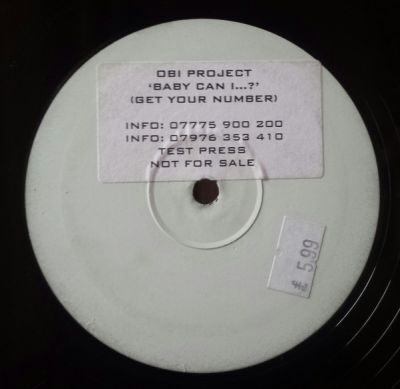 OBI PROJECT
'BABY CAN I...?'
(GET YOUR NUMBER)
INFO: 07775 900 200
INFO: 07976 353 410
TEST PRESS
NOT FOR SALE
5.99